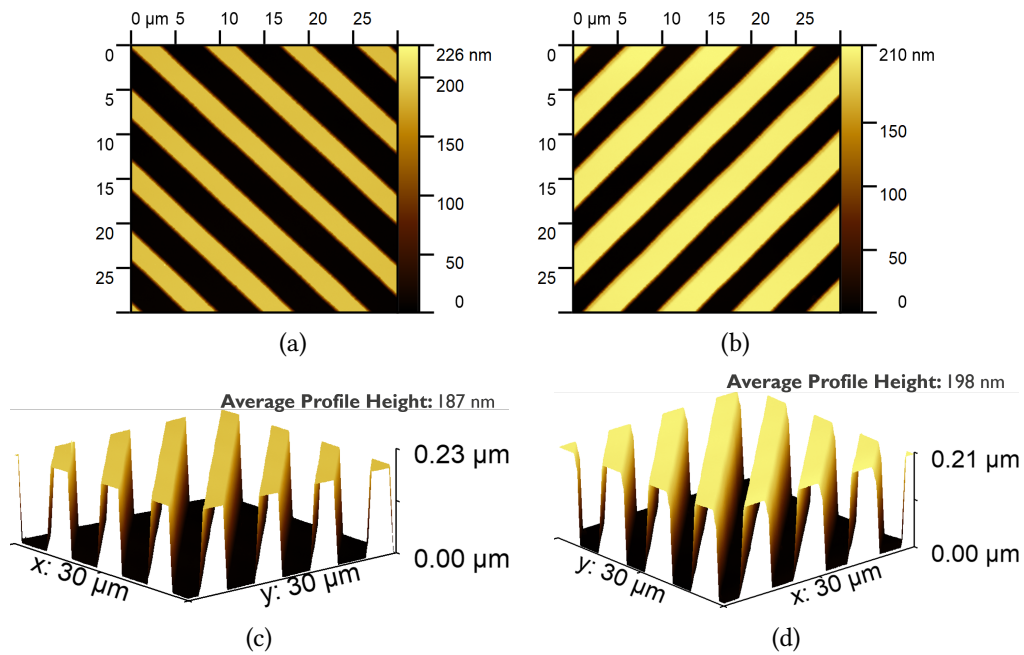 0 µm 5 10 15 20 25
0
5
10
15
20
25
226 nm
200
150
100
50
0
(a)
0 µm 5 10 15 20 25
0
5
10
15
20
25
210 nm
150
100
50
0
(b)
Average Profile Height: 187 nm
0.23 µm
0.00 µm
x: 30 µm
y: 30 µm
(c)
Average Profile Height: 198 nm
0.21 µm
0.00 µm
y: 30 µm
x: 30 µm
(d)